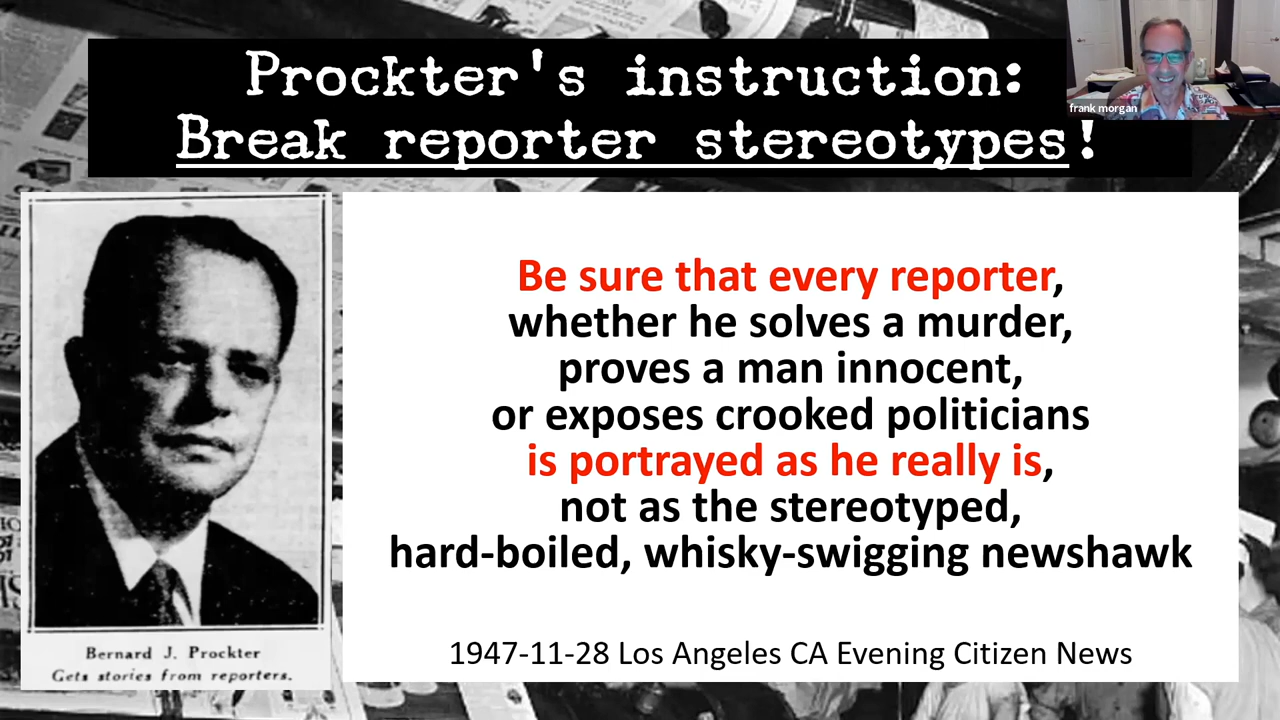 Prockter's instruction:
Break reporter stereotypes!
frank morgan
Be sure that every reporter,
whether he solves a murder,
proves a man innocent,
or exposes crooked politicians
is portrayed as he really is,
not as the stereotyped,
hard-boiled, whisky-swigging newshawk
1947-11-28 Los Angeles CA Evening Citizen News
Bernard J. Prockter
Gets stories from reporters.